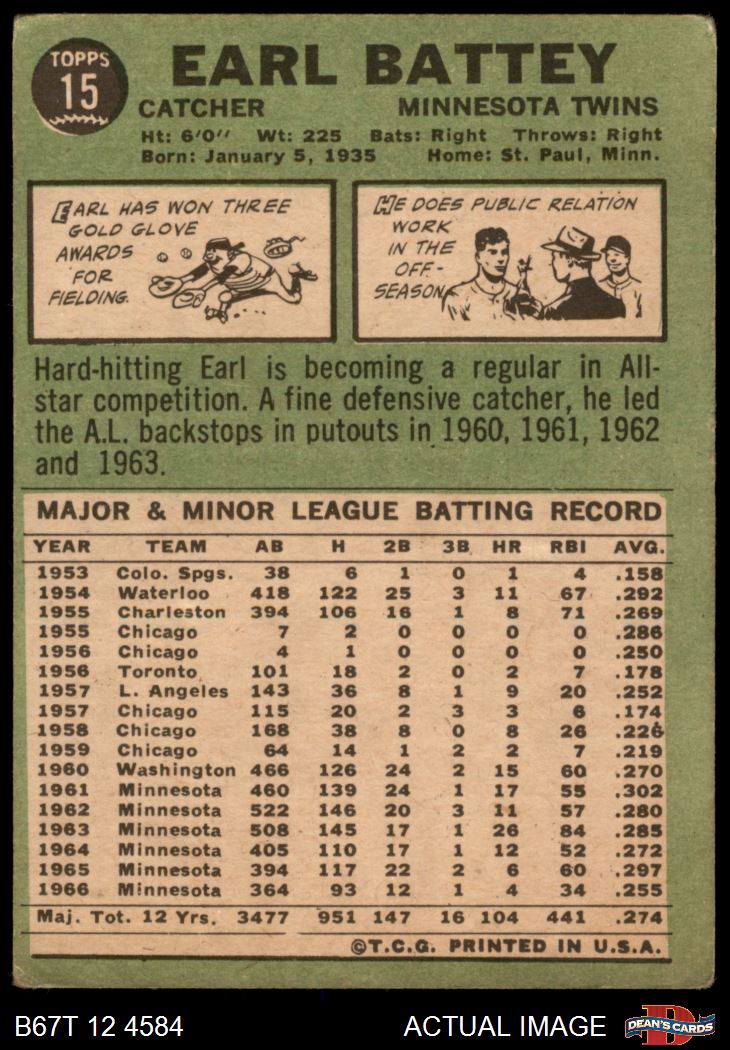 TOPPS
15
EARL BATTEY
CATCHER MINNESOTA TWINS
Ht: 6'0" Wt: 225 Bats: Right Throws: Right
Born: January 5, 1935 Home: St. Paul, Minn.
EARL HAS WON THREE
GOLD GLOVE
AWARDS
FOR
FIELDING.
HE DOES PUBLIC RELATION
WORK
IN THE
OFF-
SEASON.
Hard-hitting Earl is becoming a regular in All-
star competition. A fine defensive catcher, he led
the A.L. backstops in putouts in 1960, 1961, 1962
and 1963.
MAJOR & MINOR LEAGUE BATTING RECORD
YEAR TEAM AB H 2B 3B HR RBI AVG.
1953 Colo. Spgs. 38 6 1 0 1 4 .158
1954 Waterloo 418 122 25 3 11 67 .292
1955 Charleston 394 106 16 1 8 71 .269
1955 Chicago 7 2 0 0 0 0 .286
1956 Chicago 4 1 0 0 0 0 .250
1956 Toronto 101 18 2 0 2 7 .178
1957 L. Angeles 143 36 8 1 9 20 .252
1957 Chicago 115 20 2 3 3 6 .174
1958 Chicago 168 38 8 0 8 26 .226
1959 Chicago 64 14 1 2 2 7 .219
1960 Washington 466 126 24 2 15 60 .270
1961 Minnesota 460 139 24 1 17 55 .302
1962 Minnesota 522 146 20 3 11 57 .280
1963 Minnesota 508 145 17 1 26 84 .285
1964 Minnesota 405 110 17 1 12 52 .272
1965 Minnesota 394 117 22 2 6 60 .297
1966 Minnesota 364 93 12 1 4 34 .255
Maj. Tot. 12 Yrs. 3477 951 147 16 104 441 .274
©T.C.G. PRINTED IN U.S.A.
B67T 12 4584 ACTUAL IMAGE
D
DEAN'S CARDS